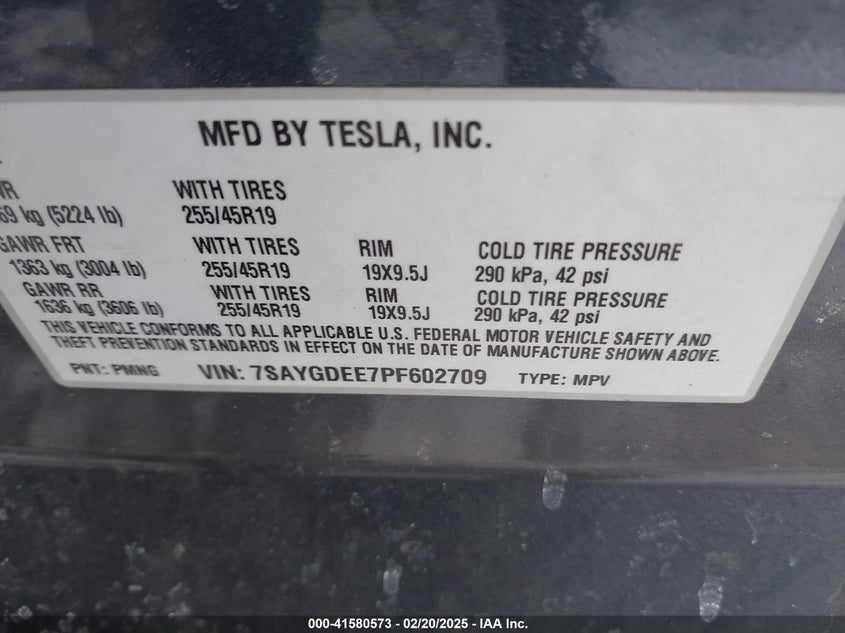 MFD BY TESLA, INC.
WITH TIRES
69 kg (5224 lb) 255/45R19
GAWR FRT WITH TIRES RIM COLD TIRE PRESSURE
1363 kg (3004 lb) 255/45R19 19X9.5J 290 kPa, 42 psi
GAWR RR WITH TIRES RIM COLD TIRE PRESSURE
1636 kg (3606 lb) 255/45R19 19X9.5J 290 kPa, 42 psi
THIS VEHICLE CONFORMS TO ALL APPLICABLE U.S. FEDERAL MOTOR VEHICLE SAFETY AND
THEFT PREVENTION STANDARDS IN EFFECT ON THE DATE OF MANUFACTURE SHOWN ABOVE.
PNT: PMNG VIN: 7SAYGDEE7PF602709 TYPE: MPV
000-41580573 - 02/20/2025 - IAA Inc.